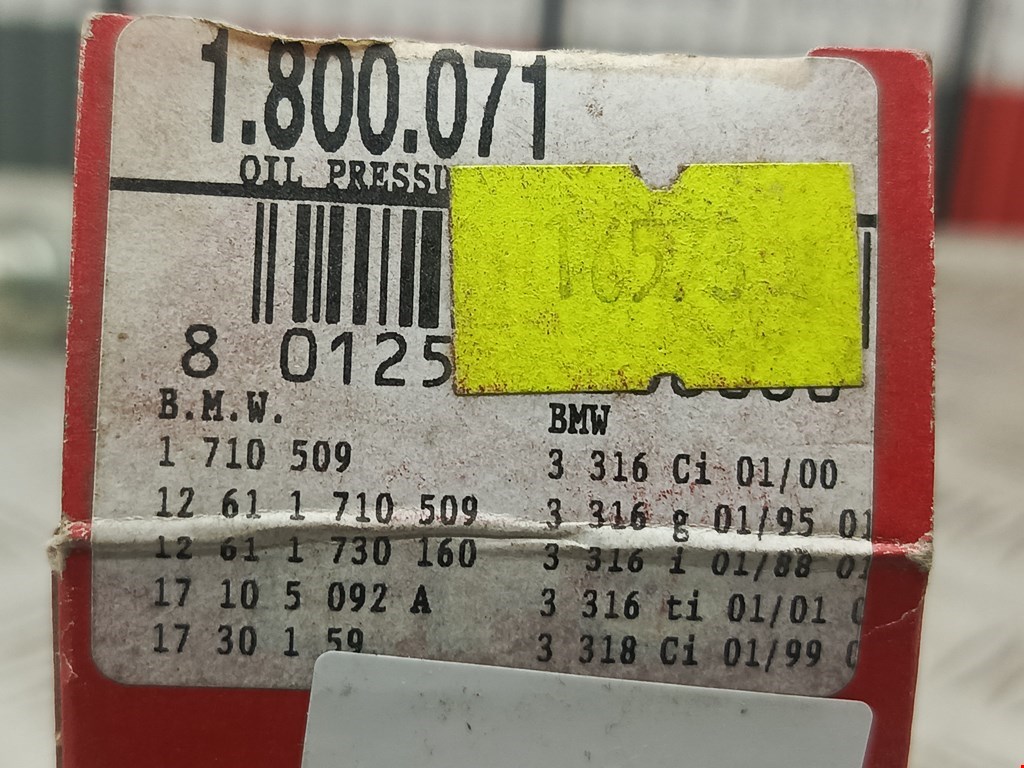 1.800.071
OIL PRESSU
8 0125
B.M.W.
1 710 509
12 61 1 710 509
12 61 1 730 160
17 10 5 092 A
17 30 1 59
BMW
3 316 Ci 01/00
3 316 g 01/95 01
3 316 i 01/88 01
3 316 ti 01/01
3 318 Ci 01/99